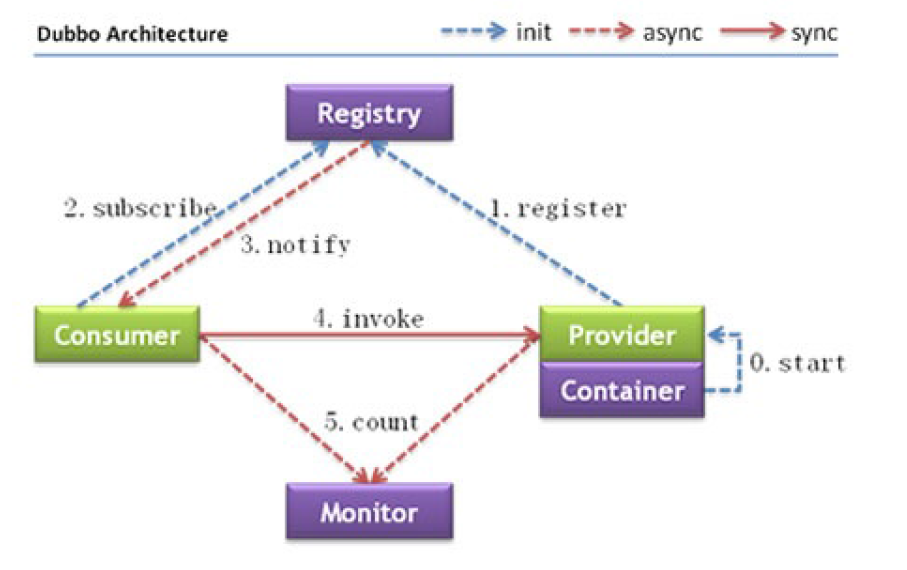 Dubbo Architecture
init
async
sync
Registry
2. subscribe
1. register
3. notify
Consumer
4. invoke
Provider
0. start
Container
5. count
Monitor